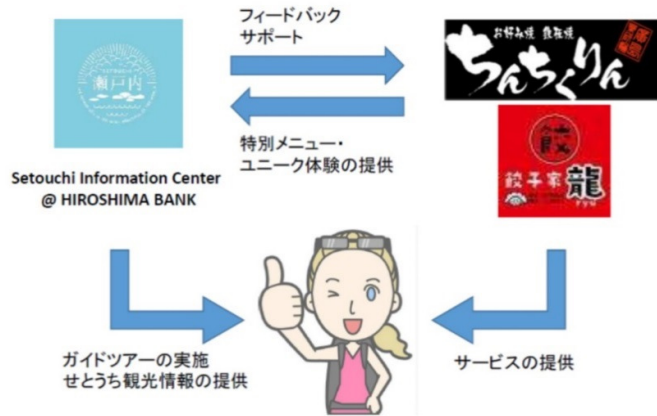 フィードバック
サポート
瀬戸内
お好み焼 鉄板焼
ちんちくりん
特別メニュー・
ユニーク体験の提供
餃子家 龍
Setouchi Information Center
@ HIROSHIMA BANK
ガイドツアーの実施
せとうち観光情報の提供
サービスの提供